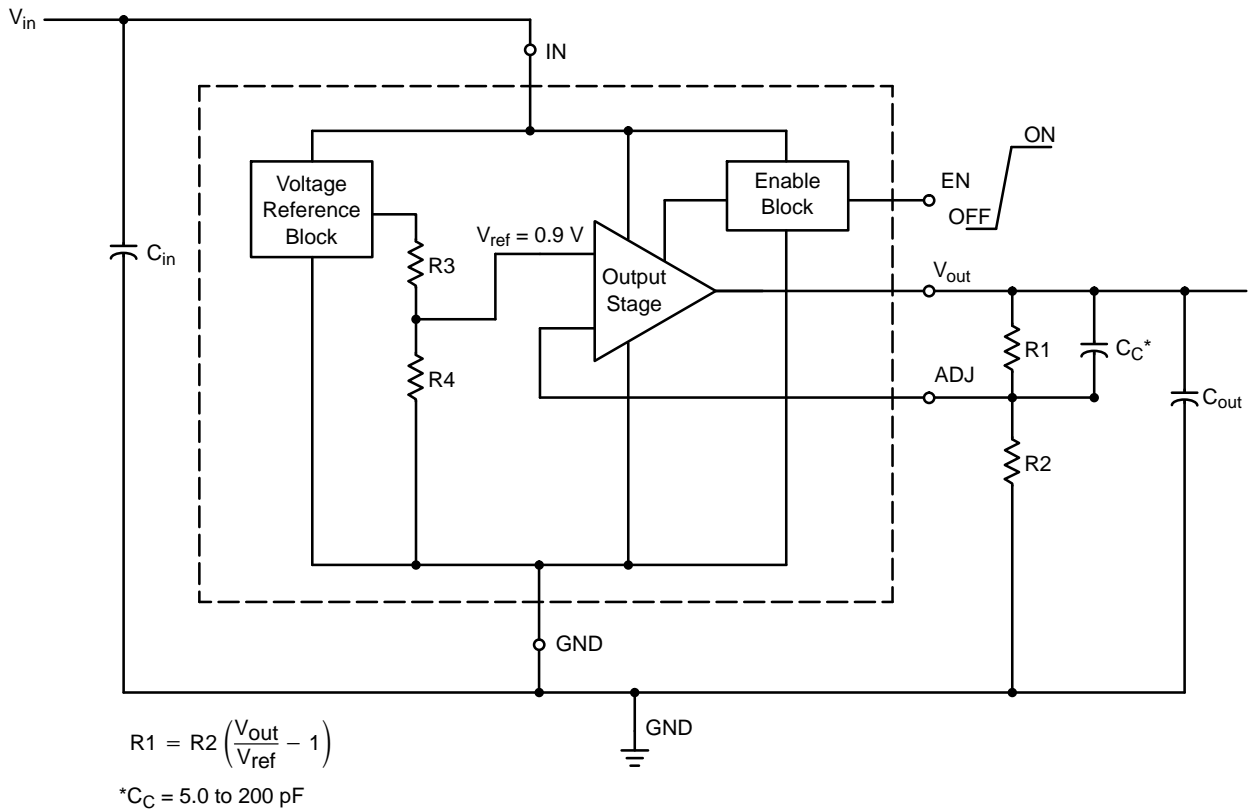 Vin
IN
ON
EN
OFF
Voltage
Reference
Block
Enable
Block
Cin
R3
Vref = 0.9 V
Output
Stage
Vout
R4
R1
CC*
ADJ
Cout
R2
GND
GND
R1 = R2 (Vout/Vref − 1)
*CC = 5.0 to 200 pF